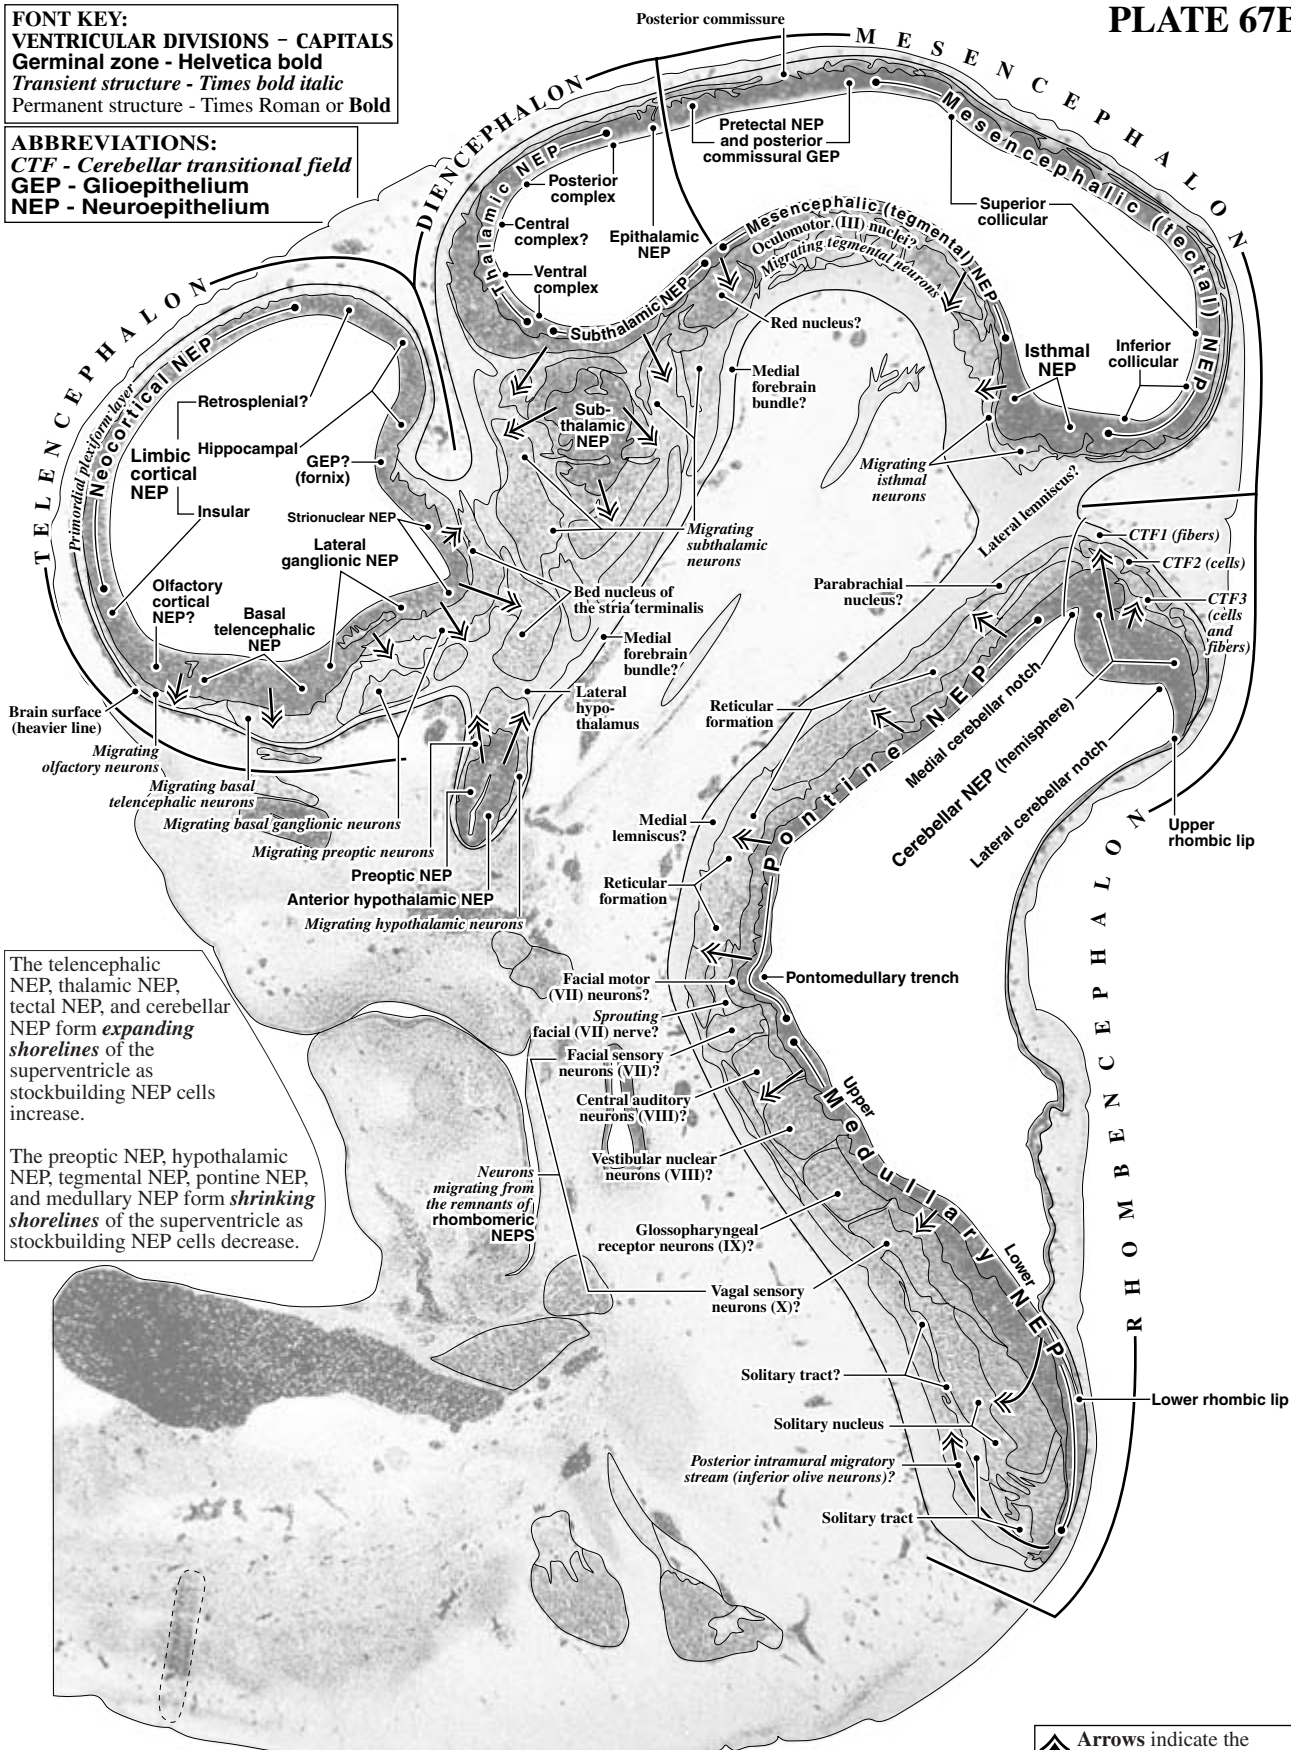 PLATE 67B
FONT KEY:
VENTRICULAR DIVISIONS - CAPITALS
Germinal zone - Helvetica bold
Transient structure - Times bold italic
Permanent structure - Times Roman or Bold
ABBREVIATIONS:
CTF - Cerebellar transitional field
GEP - Glioepithelium
NEP - Neuroepithelium
Posterior commissure
MESENCEPHALON
DIENCEPHALON
TELENCEPHALON
RHOMBENCEPHALON
Pretectal NEP
and posterior
commissural GEP
Mesencephalic (tectal) NEP
Thalamic NEP
Posterior
complex
Central
complex?
Ventral
complex
Epithalamic
NEP
Mesencephalic (tegmental) NEP
Oculomotor (III) nuclei?
Migrating tegmental neurons
Superior
collicular
Subthalamic NEP
Red nucleus?
Isthmal
NEP
Inferior
collicular
Medial
forebrain
bundle?
Neocortical NEP
Primordial plexiform layer
Retrosplenial?
Limbic
cortical
NEP
Hippocampal
GEP?
(fornix)
Insular
Sub-
thalamic
NEP
Strionuclear NEP
Lateral
ganglionic NEP
Migrating
isthmal
neurons
Lateral lemniscus?
Migrating
subthalamic
neurons
CTF1 (fibers)
CTF2 (cells)
CTF3
(cells
and
fibers)
Olfactory
cortical
NEP?
Basal
telencephalic
NEP
Bed nucleus of
the stria terminalis
Parabrachial
nucleus?
Medial
forebrain
bundle?
Lateral
hypo-
thalamus
Brain surface
(heavier line)
Migrating
olfactory neurons
Migrating basal
telencephalic neurons
Migrating basal ganglionic neurons
Migrating preoptic neurons
Preoptic NEP
Anterior hypothalamic NEP
Migrating hypothalamic neurons
Reticular
formation
Pontine NEP
Medial cerebellar notch
Cerebellar NEP (hemisphere)
Lateral cerebellar notch
Upper
rhombic lip
Medial
lemniscus?
Reticular
formation
The telencephalic
NEP, thalamic NEP,
tectal NEP, and cerebellar
NEP form expanding
shorelines of the
superventricle as
stockbuilding NEP cells
increase.
The preoptic NEP, hypothalamic
NEP, tegmental NEP, pontine NEP,
and medullary NEP form shrinking
shorelines of the superventricle as
stockbuilding NEP cells decrease.
Facial motor
(VII) neurons?
Pontomedullary trench
Sprouting
facial (VII) nerve?
Facial sensory
neurons (VII)?
Central auditory
neurons (VIII)?
Upper
Medullary NEP
Lower
Vestibular nuclear
neurons (VIII)?
Neurons
migrating from
the remnants of
rhombomeric
NEPS
Glossopharyngeal
receptor neurons (IX)?
Vagal sensory
neurons (X)?
Solitary tract?
Lower rhombic lip
Solitary nucleus
Posterior intramural migratory
stream (inferior olive neurons)?
Solitary tract
Arrows indicate the